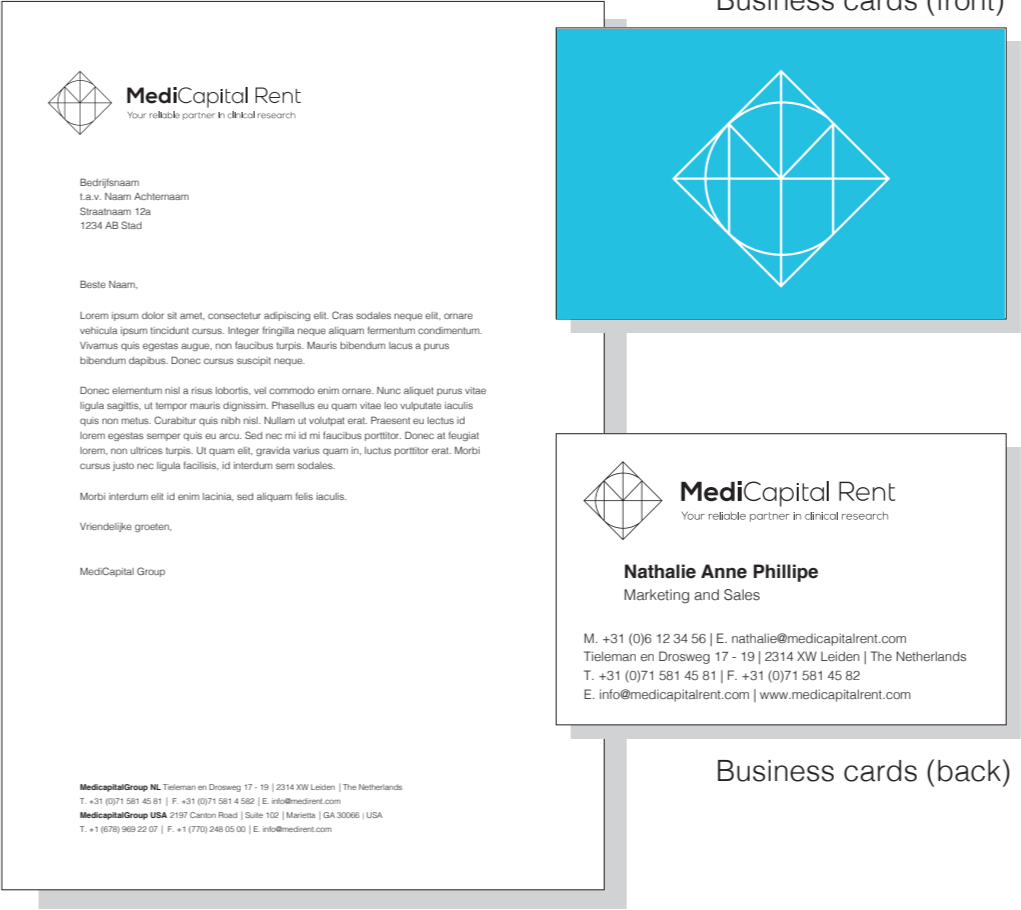 MediCapital Rent
Your reliable partner in clinical research
Bedrijfsnaam
t.a.v. Naam Achternaam
Straatnaam 12a
1234 AB Stad
Beste Naam,
Lorem ipsum dolor sit amet, consectetur adipiscing elit. Cras sodales neque elit, ornare
vehicula ipsum tincidunt cursus. Integer fringilla neque aliquam fermentum condimentum.
Vivamus quis egestas augue, non faucibus turpis. Mauris bibendum lacus a purus
bibendum dapibus. Donec cursus suscipit neque.
Donec elementum nisl a risus lobortis, vel commodo enim ornare. Nunc aliquet purus vitae
ligula sagittis, ut tempor mauris dignissim. Phasellus eu quam vitae leo vulputate iaculis
quis non metus. Curabitur quis nibh nisl. Nullam ut volutpat erat. Praesent eu lectus id
lorem egestas semper quis eu arcu. Sed nec mi id mi faucibus porttitor. Donec at feugiat
lorem, non ultrices turpis. Ut quam elit, gravida varius quam in, luctus porttitor erat. Morbi
cursus justo nec ligula facilisis, id interdum sem sodales.
Morbi interdum elit id enim lacinia, sed aliquam felis iaculis.
Vriendelijke groeten,
MediCapital Group
MedicapitalGroup NL Tieleman en Drosweg 17 - 19 | 2314 XW Leiden | The Netherlands
T. +31 (0)71 581 45 81 | F. +31 (0)71 581 4 582 | E. info@medirent.com
MedicapitalGroup USA 2197 Canton Road | Suite 102 | Marietta | GA 30066 | USA
T. +1 (678) 969 22 07 | F. +1 (770) 248 05 00 | E. info@medirent.com
Business cards (front)
MediCapital Rent
Your reliable partner in clinical research
Nathalie Anne Phillipe
Marketing and Sales
M. +31 (0)6 12 34 56 | E. nathalie@medicapitalrent.com
Tieleman en Drosweg 17 - 19 | 2314 XW Leiden | The Netherlands
T. +31 (0)71 581 45 81 | F. +31 (0)71 581 45 82
E. info@medicapitalrent.com | www.medicapitalrent.com
Business cards (back)